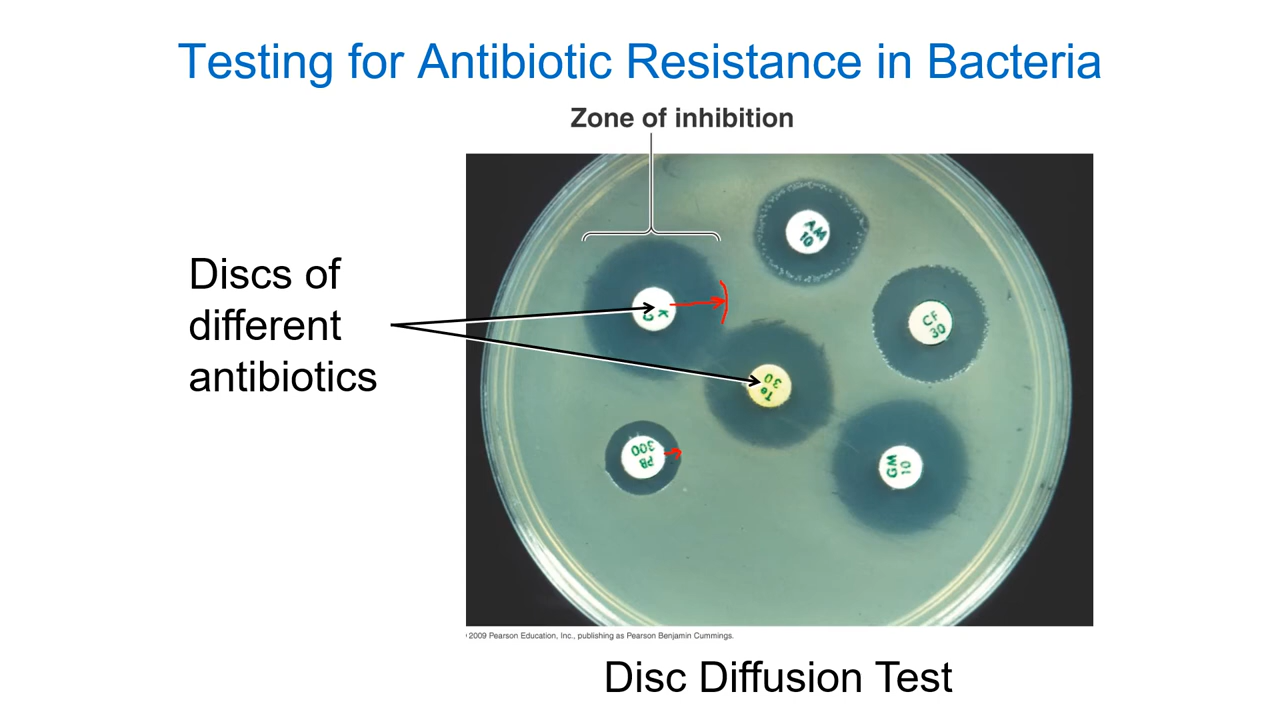 Testing for Antibiotic Resistance in Bacteria
Zone of inhibition
AM
10
Discs of
different
antibiotics
K
CF
30
30
Te
300
PB
GM
10
2009 Pearson Education, Inc., publishing as Pearson Benjamin Cummings.
Disc Diffusion Test